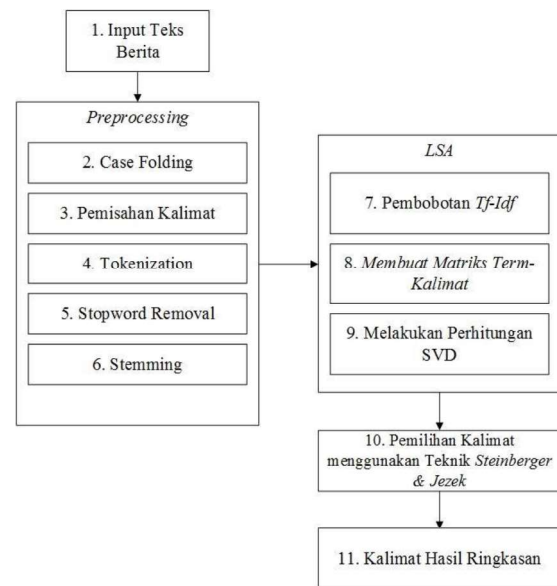 1. Input Teks
Berita
Preprocessing
2. Case Folding
3. Pemisahan Kalimat
4. Tokenization
5. Stopword Removal
6. Stemming
LSA
7. Pembobotan Tf-Idf
8. Membuat Matriks Term-
Kalimat
9. Melakukan Perhitungan
SVD
10. Pemilihan Kalimat
menggunakan Teknik Steinberger
& Jezek
11. Kalimat Hasil Ringkasan